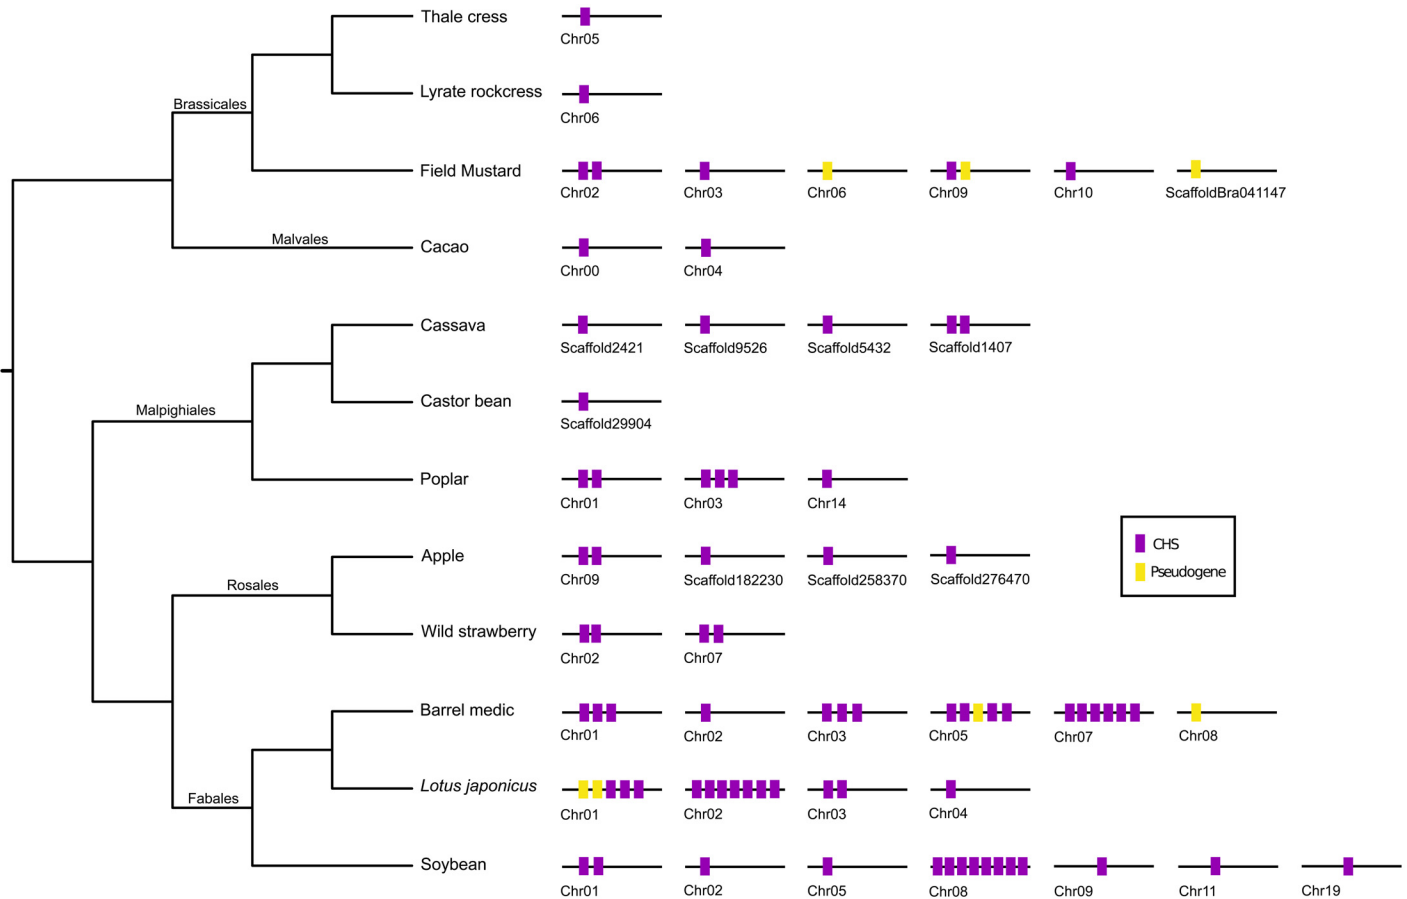 Thale cress
Chr05
Brassicales
Lyrate rockcress
Chr06
Field Mustard
Chr02 Chr03 Chr06 Chr09 Chr10 ScaffoldBra041147
Malvales
Cacao
Chr00 Chr04
Cassava
Scaffold2421 Scaffold9526 Scaffold5432 Scaffold1407
Malpighiales
Castor bean
Scaffold29904
Poplar
Chr01 Chr03 Chr14
CHS
Pseudogene
Apple
Chr09 Scaffold182230 Scaffold258370 Scaffold276470
Rosales
Wild strawberry
Chr02 Chr07
Barrel medic
Chr01 Chr02 Chr03 Chr05 Chr07 Chr08
Lotus japonicus
Fabales
Chr01 Chr02 Chr03 Chr04
Soybean
Chr01 Chr02 Chr05 Chr08 Chr09 Chr11 Chr19